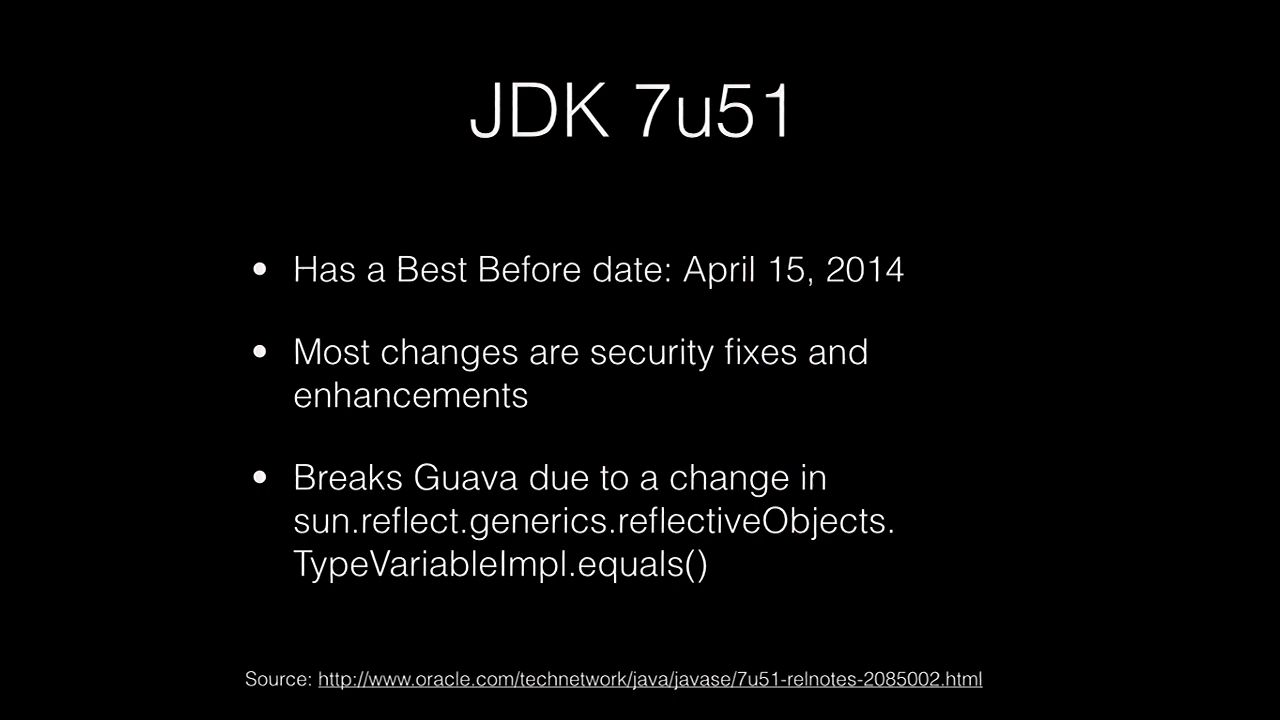 JDK 7u51
• Has a Best Before date: April 15, 2014
• Most changes are security fixes and
enhancements
• Breaks Guava due to a change in
sun.reflect.generics.reflectiveObjects.
TypeVariableImpl.equals()
Source: http://www.oracle.com/technetwork/java/javase/7u51-relnotes-2085002.html